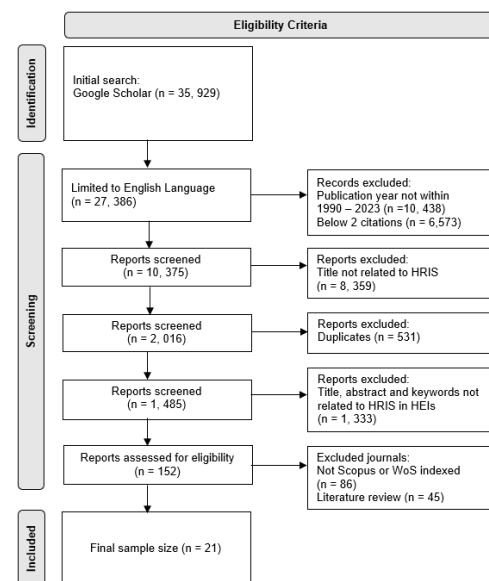 Eligibility Criteria
Identification
Initial search:
Google Scholar (n = 35, 929)
Screening
Limited to English Language
(n = 27, 386)
Records excluded:
Publication year not within
1990 – 2023 (n =10, 438)
Below 2 citations (n = 6,573)
Reports screened
(n = 10, 375)
Reports excluded:
Title not related to HRIS
(n = 8, 359)
Reports screened
(n = 2, 016)
Reports excluded:
Duplicates (n = 531)
Reports screened
(n = 1, 485)
Reports excluded:
Title, abstract and keywords not
related to HRIS in HEIs
(n = 1, 333)
Reports assessed for eligibility
(n = 152)
Excluded journals:
Not Scopus or WoS indexed
(n = 86)
Literature review (n = 45)
Included
Final sample size (n = 21)